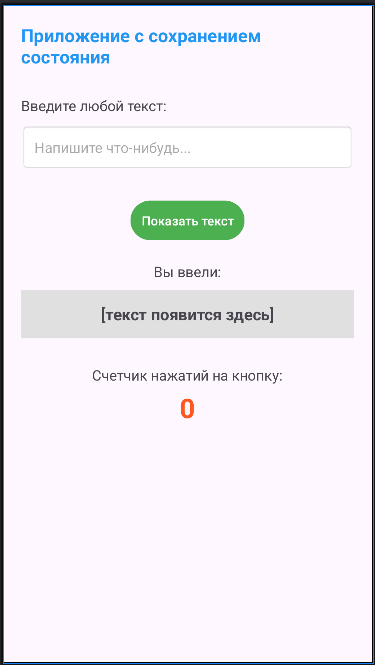 Приложение с сохранением
состояния
Введите любой текст:
Напишите что-нибудь...
Показать текст
Вы ввели:
[текст появится здесь]
Счетчик нажатий на кнопку:
0